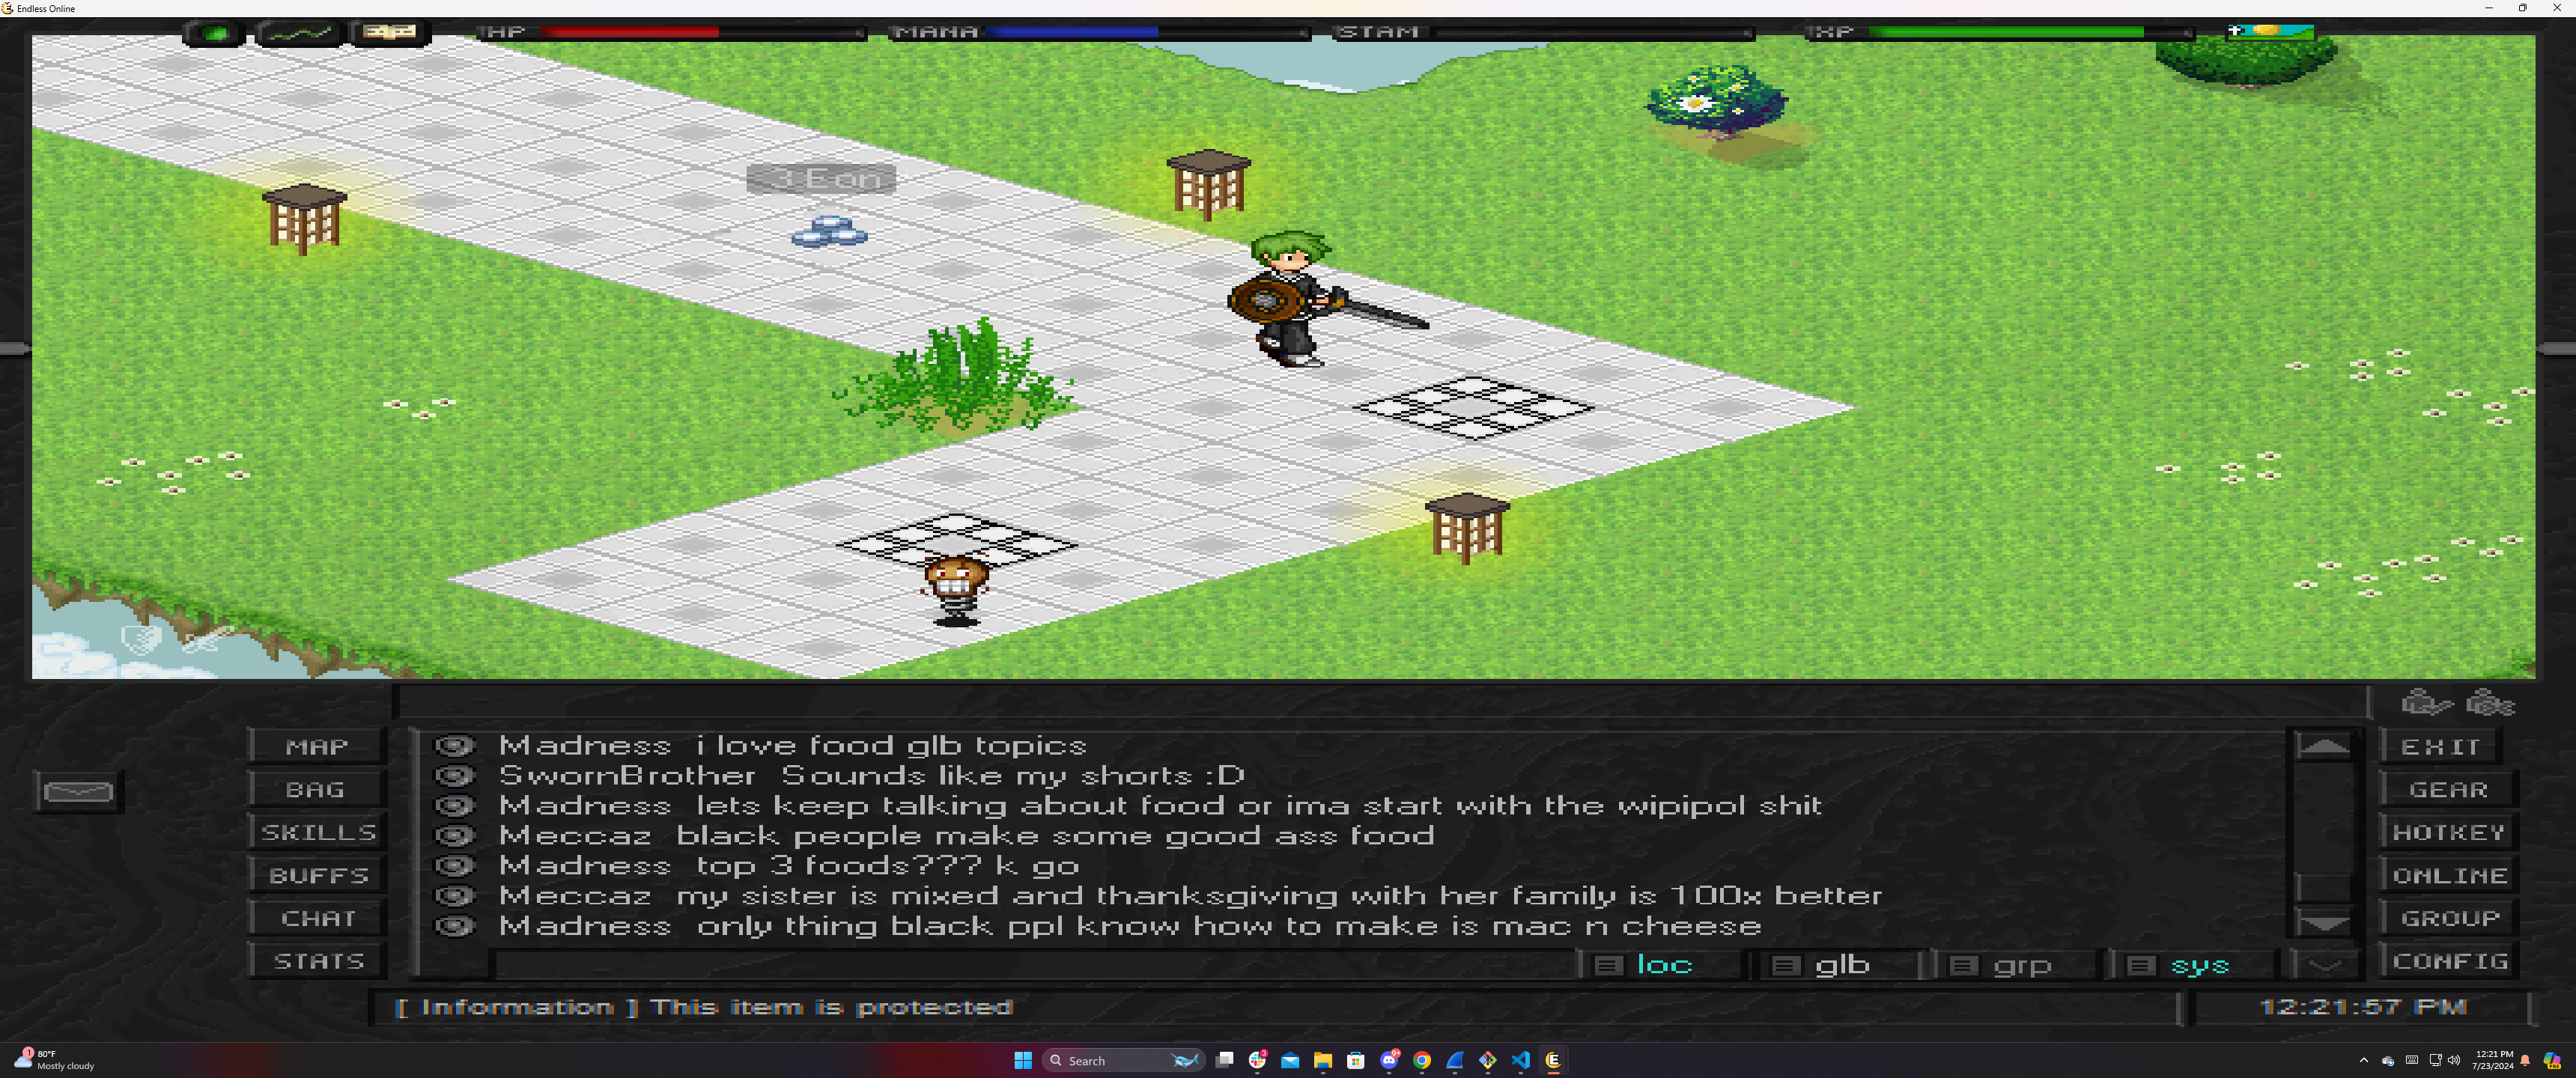 Endless Online
HP
MANA
STAM
XP
3 Eon
MAP
BAG
SKILLS
BUFFS
CHAT
STATS
Madness i love food glb topics
SwornBrother Sounds like my shorts :D
Madness lets keep talking about food or ima start with the wipipol shit
Meccaz black people make some good ass food
Madness top 3 foods??? k go
Meccaz my sister is mixed and thanksgiving with her family is 100x better
Madness only thing black ppl know how to make is mac n cheese
EXIT
GEAR
HOTKEY
ONLINE
GROUP
CONFIG
loc
glb
grp
sys
[ Information ] This item is protected
12:21:57 PM
1
80°F
Mostly cloudy
Search
3
9+
12:21 PM
7/23/2024